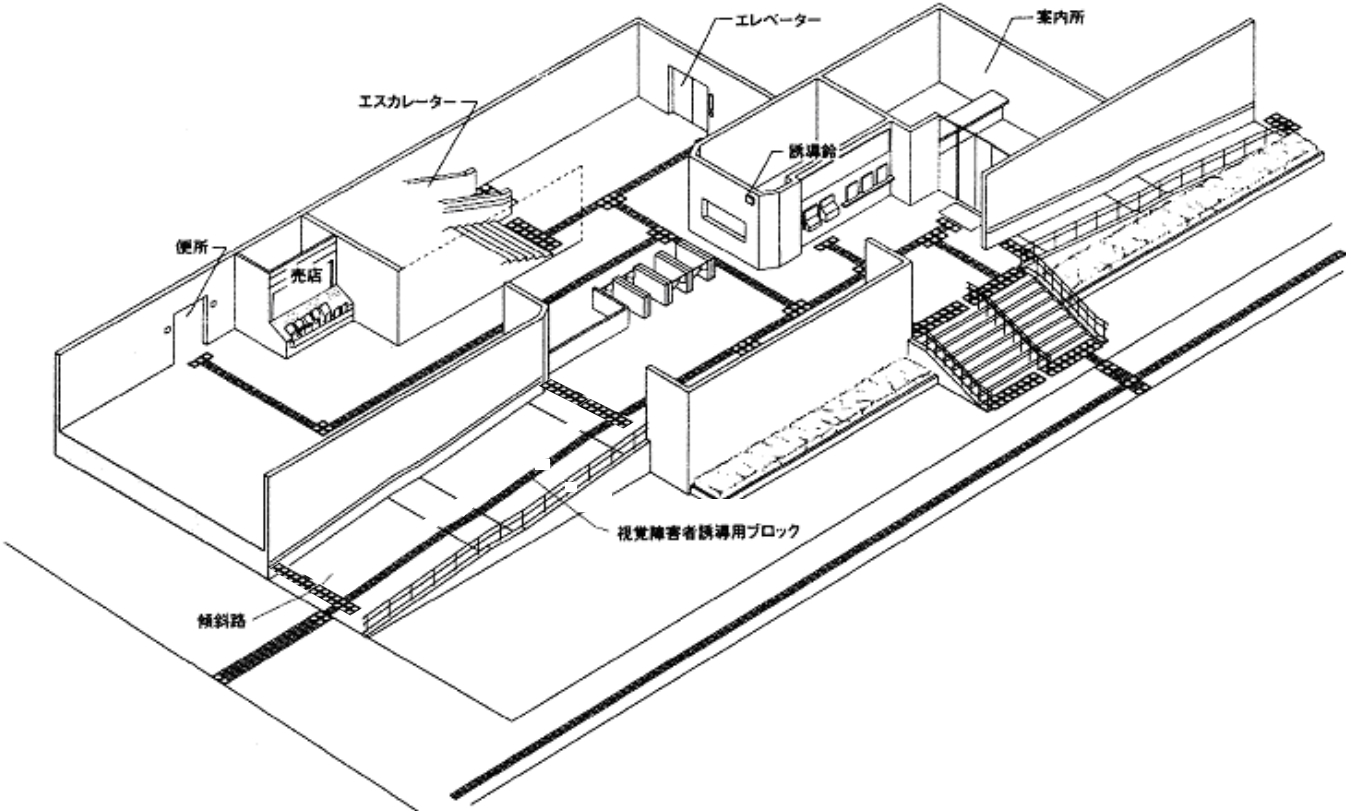 エレベーター
案内所
エスカレーター
誘導鈴
便所
売店
視覚障害者誘導用ブロック
傾斜路